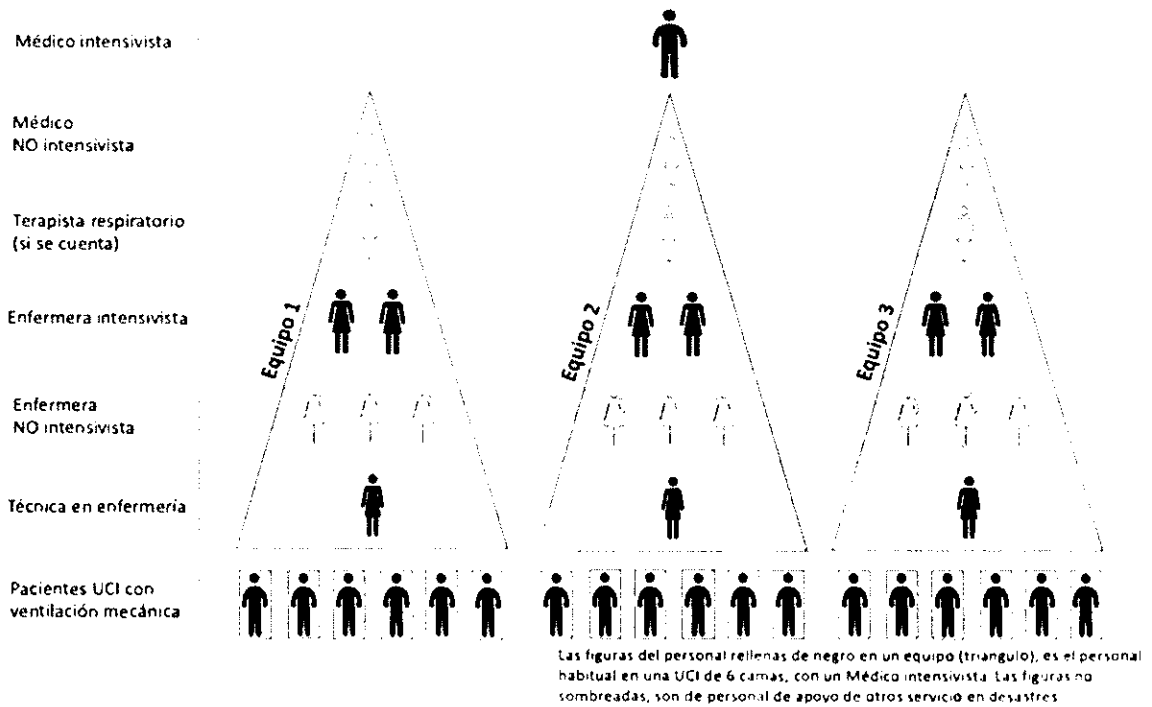 Médico intensivista
Médico
NO intensivista
Terapista respiratorio
(si se cuenta)
Enfermera intensivista
Equipo 1
Equipo 2
Equipo 3
Enfermera
NO intensivista
Técnica en enfermería
Pacientes UCI con
ventilación mecánica
Las figuras del personal rellenas de negro en un equipo (triangulo), es el personal
habitual en una UCI de 6 camas, con un Médico intensivista. Las figuras no
sombreadas, son de personal de apoyo de otros servicio en desastres